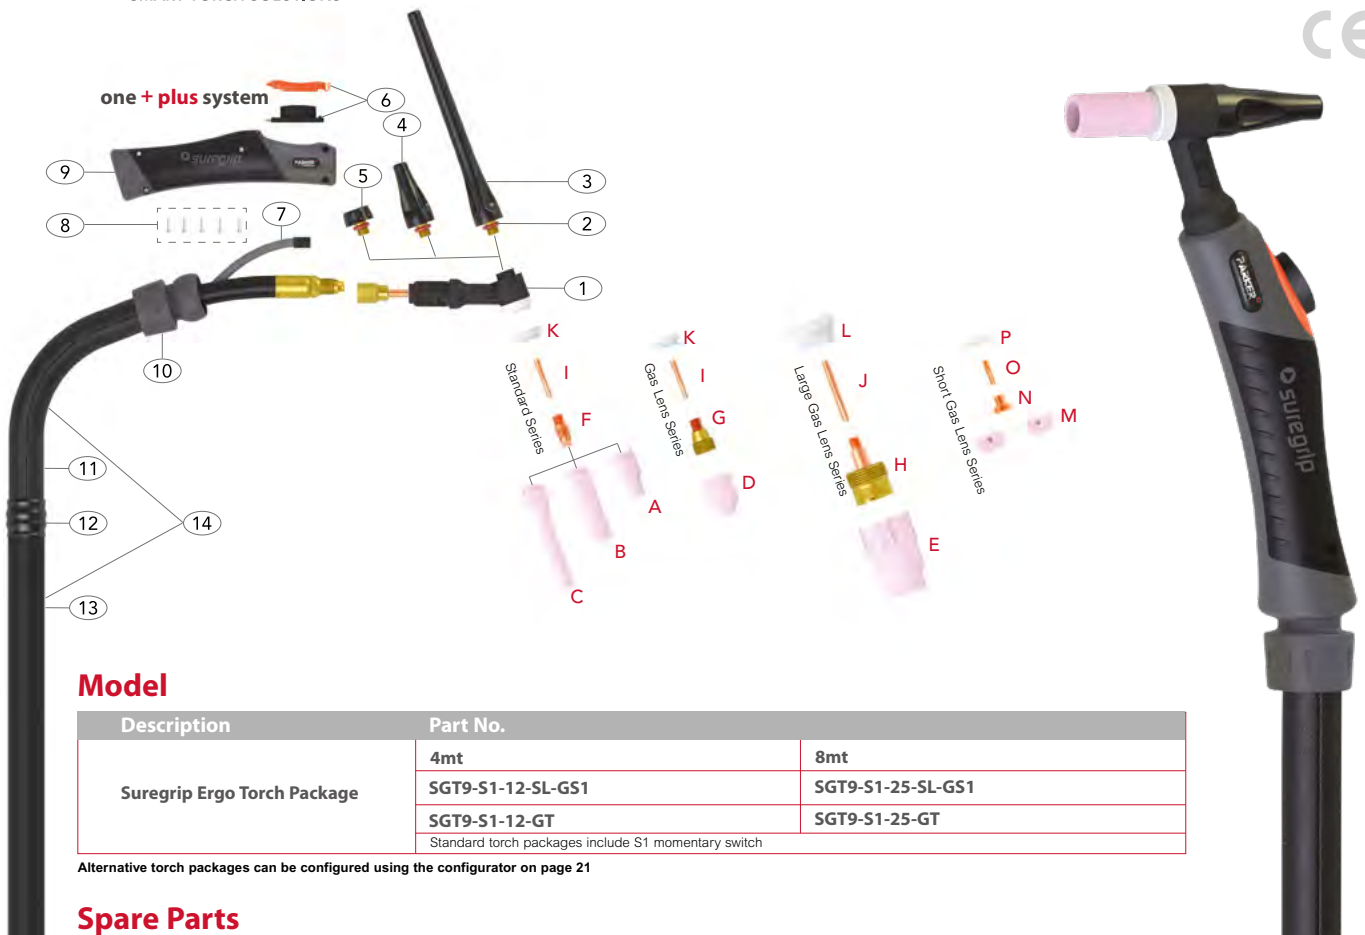 CE
one + plus system
6
4
9
5
3
8
7
2
1
10
K
K
L
P
I
I
J
O
Standard Series
Gas Lens Series
Large Gas Lens Series
Short Gas Lens Series
F
G
N
M
H
D
A
E
B
C
11
12
14
13
suregrip
PARKER
PARKER
suregrip
Model
Description Part No.
Suregrip Ergo Torch Package
4mt 8mt
SGT9-S1-12-SL-GS1 SGT9-S1-25-SL-GS1
SGT9-S1-12-GT SGT9-S1-25-GT
Standard torch packages include S1 momentary switch
Alternative torch packages can be configured using the configurator on page 21
Spare Parts